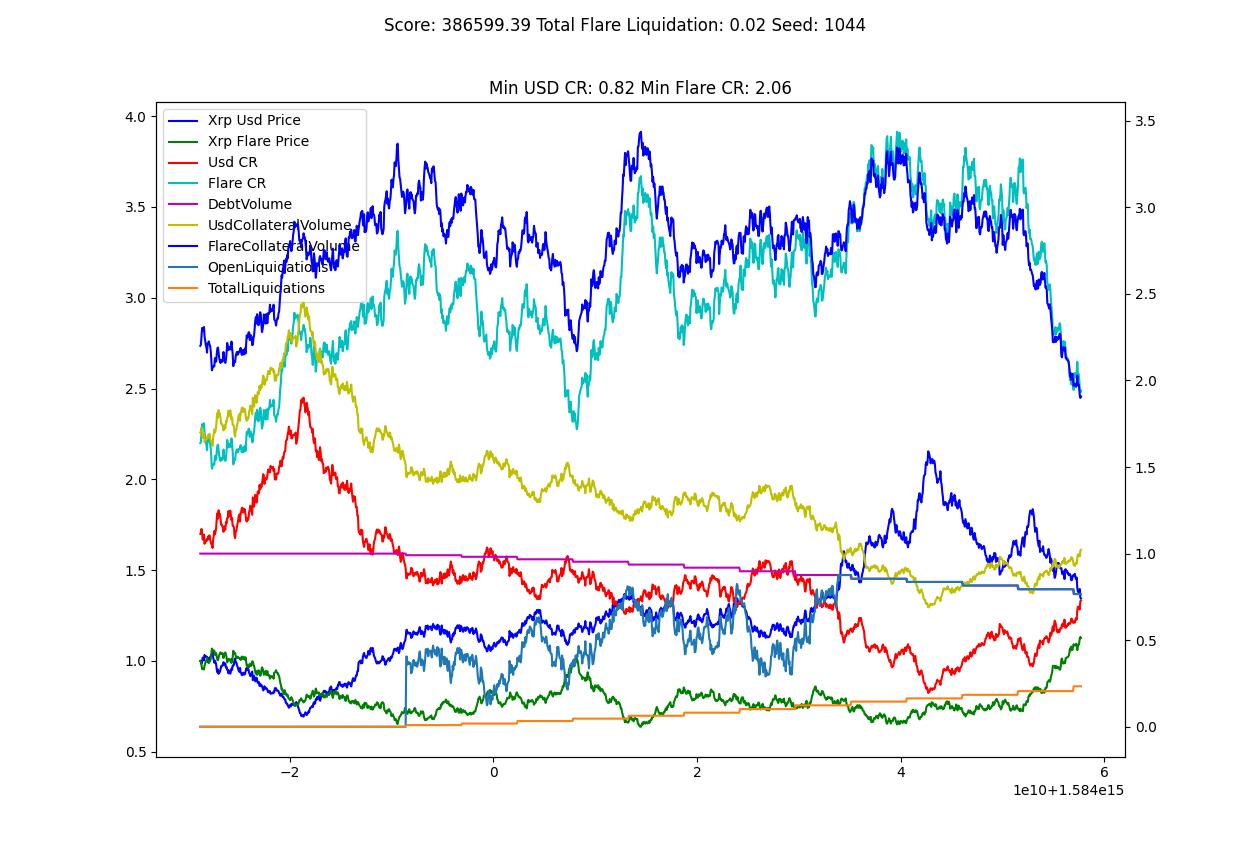 Score: 386599.39 Total Flare Liquidation: 0.02 Seed: 1044
Min USD CR: 0.82 Min Flare CR: 2.06
Xrp Usd Price
Xrp Flare Price
Usd CR
Flare CR
DebtVolume
UsdCollateralVolume
FlareCollateralVolume
OpenLiquidations
TotalLiquidations
4.0
3.5
3.0
2.5
2.0
1.5
1.0
0.5
3.5
3.0
2.5
2.0
1.5
1.0
0.5
0.0
−2 0 2 4 6
1e10+1.584e15